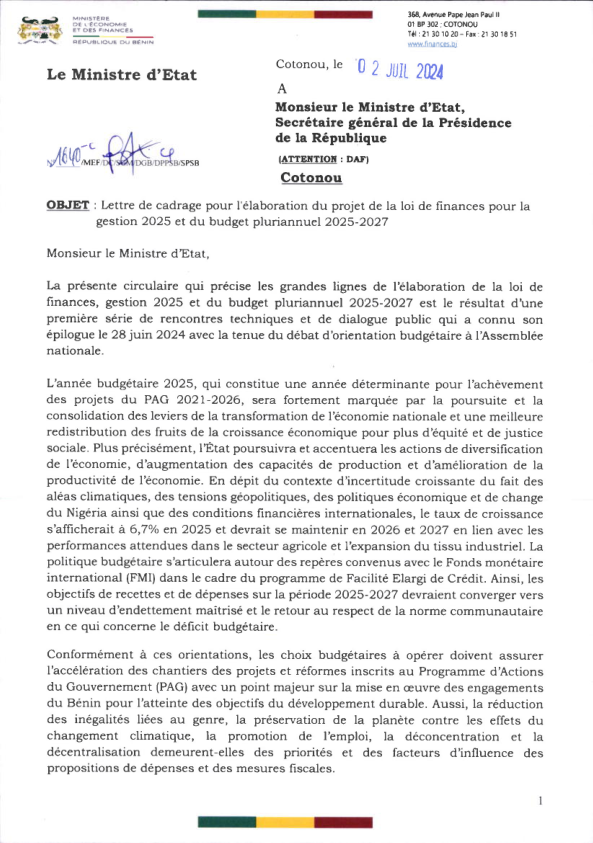 MINISTÈRE
DE L'ÉCONOMIE
ET DES FINANCES
RÉPUBLIQUE DU BÉNIN
368, Avenue Pape Jean Paul II
01 BP 302 : COTONOU
Tél : 21 30 10 20 – Fax : 21 30 18 51
www.finances.bj
Le Ministre d'Etat
Cotonou, le 02 JUIL 2024
A
Monsieur le Ministre d'Etat,
Secrétaire général de la Présidence
de la République
(ATTENTION : DAF)
Cotonou
N°1640-c /MEF/DC/SGM/DGB/DPPSB/SPSB
OBJET : Lettre de cadrage pour l'élaboration du projet de la loi de finances pour la
gestion 2025 et du budget pluriannuel 2025-2027
Monsieur le Ministre d'Etat,
La présente circulaire qui précise les grandes lignes de l'élaboration de la loi de
finances, gestion 2025 et du budget pluriannuel 2025-2027 est le résultat d'une
première série de rencontres techniques et de dialogue public qui a connu son
épilogue le 28 juin 2024 avec la tenue du débat d'orientation budgétaire à l'Assemblée
nationale.
L'année budgétaire 2025, qui constitue une année déterminante pour l'achèvement
des projets du PAG 2021-2026, sera fortement marquée par la poursuite et la
consolidation des leviers de la transformation de l'économie nationale et une meilleure
redistribution des fruits de la croissance économique pour plus d'équité et de justice
sociale. Plus précisément, l'État poursuivra et accentuera les actions de diversification
de l'économie, d'augmentation des capacités de production et d'amélioration de la
productivité de l'économie. En dépit du contexte d'incertitude croissante du fait des
aléas climatiques, des tensions géopolitiques, des politiques économique et de change
du Nigéria ainsi que des conditions financières internationales, le taux de croissance
s'afficherait à 6,7% en 2025 et devrait se maintenir en 2026 et 2027 en lien avec les
performances attendues dans le secteur agricole et l'expansion du tissu industriel. La
politique budgétaire s'articulera autour des repères convenus avec le Fonds monétaire
international (FMI) dans le cadre du programme de Facilité Elargi de Crédit. Ainsi, les
objectifs de recettes et de dépenses sur la période 2025-2027 devraient converger vers
un niveau d'endettement maîtrisé et le retour au respect de la norme communautaire
en ce qui concerne le déficit budgétaire.
Conformément à ces orientations, les choix budgétaires à opérer doivent assurer
l'accélération des chantiers des projets et réformes inscrits au Programme d'Actions
du Gouvernement (PAG) avec un point majeur sur la mise en œuvre des engagements
du Bénin pour l'atteinte des objectifs du développement durable. Aussi, la réduction
des inégalités liées au genre, la préservation de la planète contre les effets du
changement climatique, la promotion de l'emploi, la déconcentration et la
décentralisation demeurent-elles des priorités et des facteurs d'influence des
propositions de dépenses et des mesures fiscales.
1